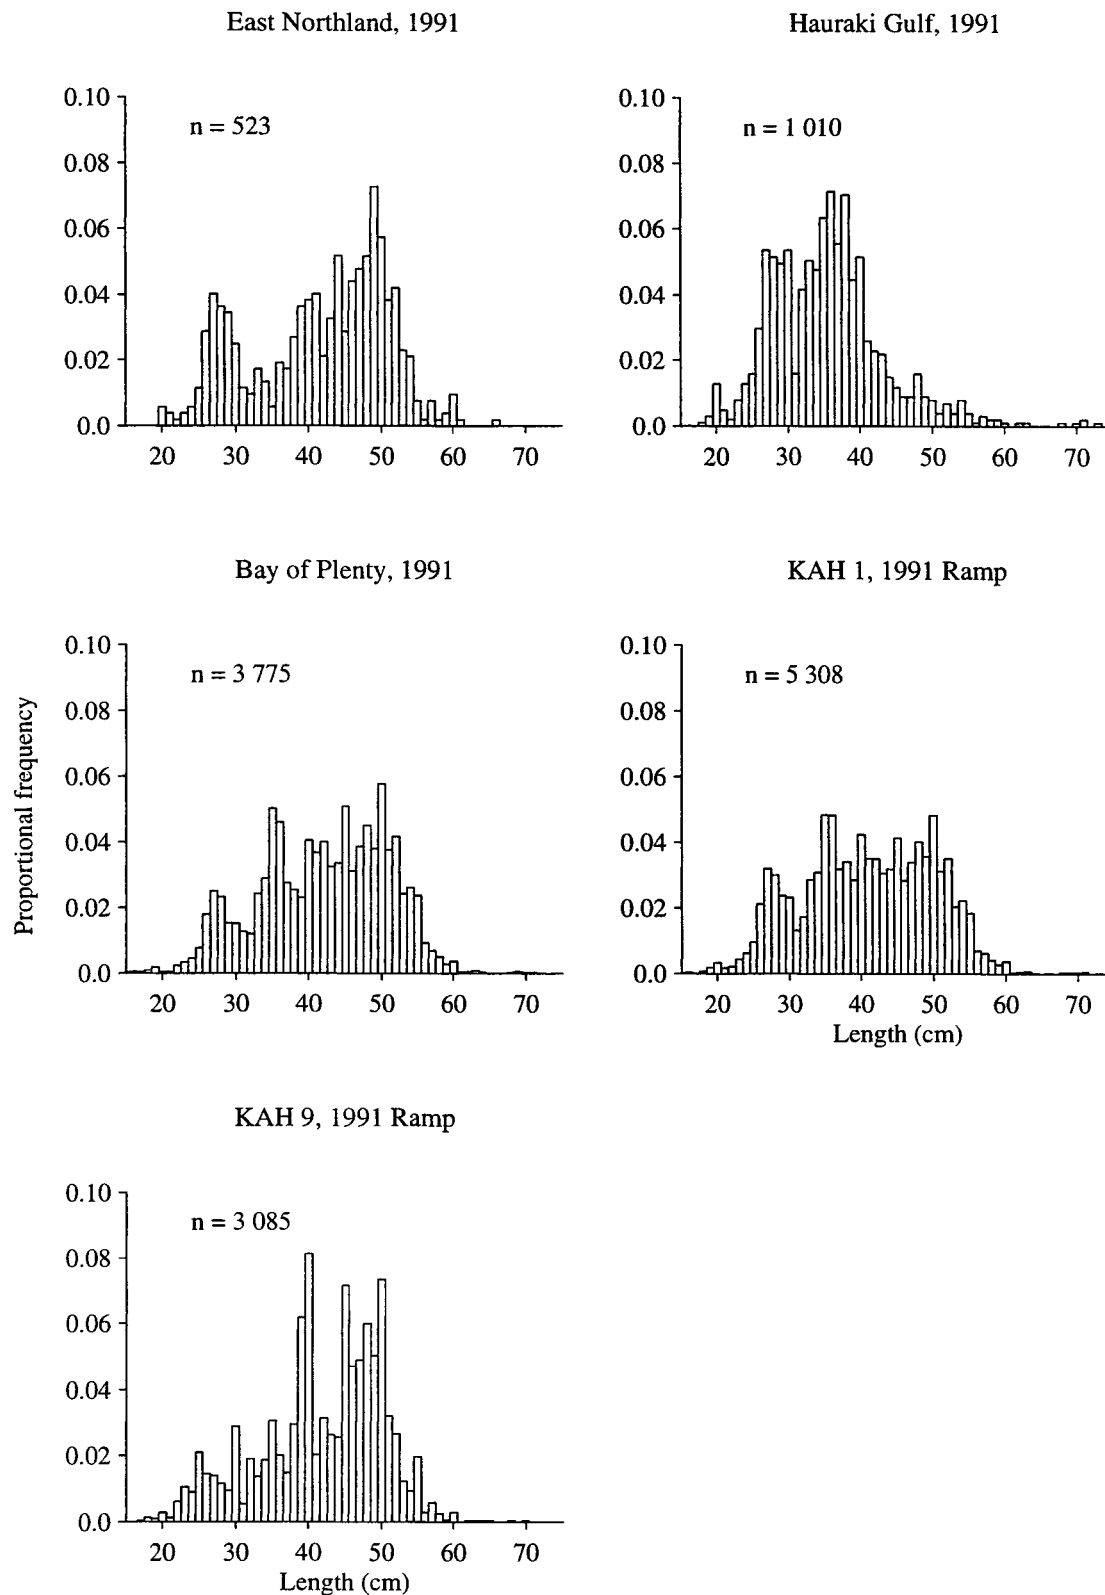 East Northland, 1991
n = 523
0.10
0.08
0.06
0.04
0.02
0.0
20 30 40 50 60 70
Hauraki Gulf, 1991
n = 1 010
0.10
0.08
0.06
0.04
0.02
0.0
20 30 40 50 60 70
Proportional frequency
Bay of Plenty, 1991
n = 3 775
0.10
0.08
0.06
0.04
0.02
0.0
20 30 40 50 60 70
KAH 1, 1991 Ramp
n = 5 308
0.10
0.08
0.06
0.04
0.02
0.0
20 30 40 50 60 70
Length (cm)
KAH 9, 1991 Ramp
n = 3 085
0.10
0.08
0.06
0.04
0.02
0.0
20 30 40 50 60 70
Length (cm)